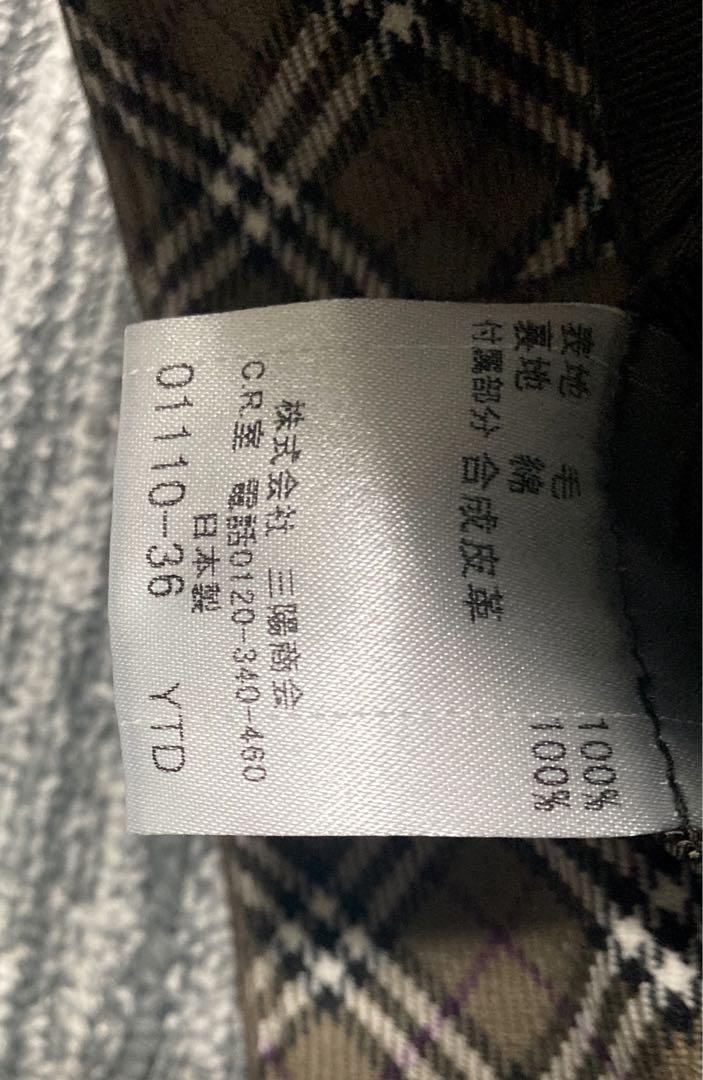 表地 毛 100%
裏地 綿 100%
付属部分 合成皮革
株式会社 三陽商会
C.R.室 電話0120-340-460
日本製
01110-36 YTD